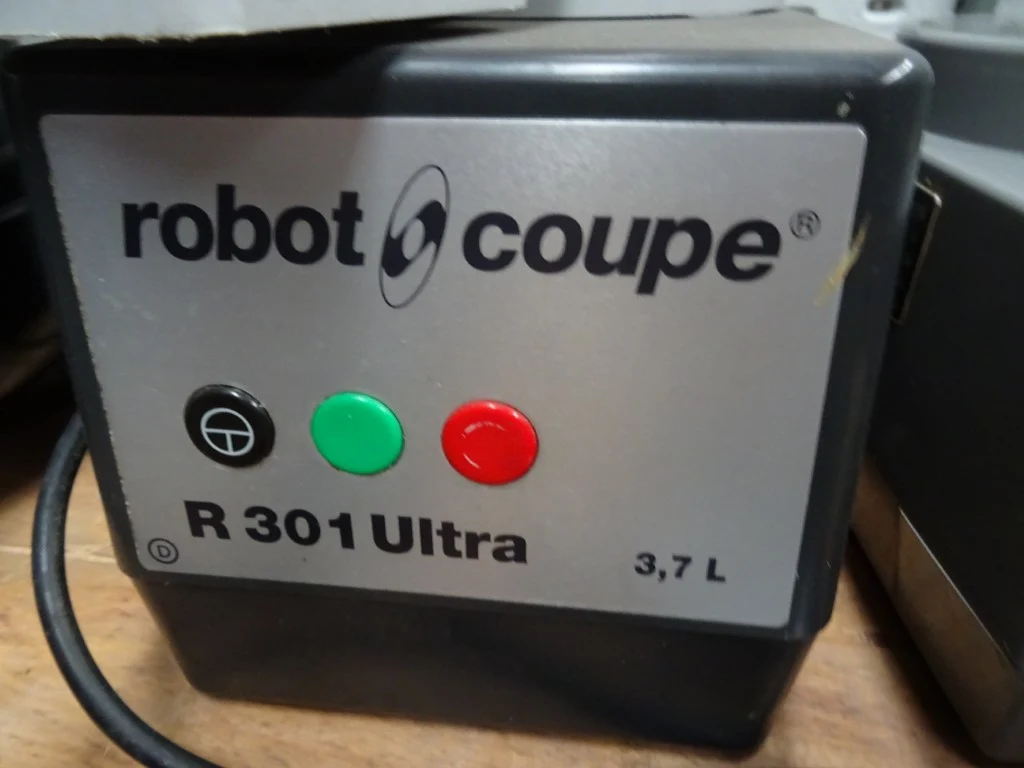 robot coupe®
R 301 Ultra
D
3,7 L